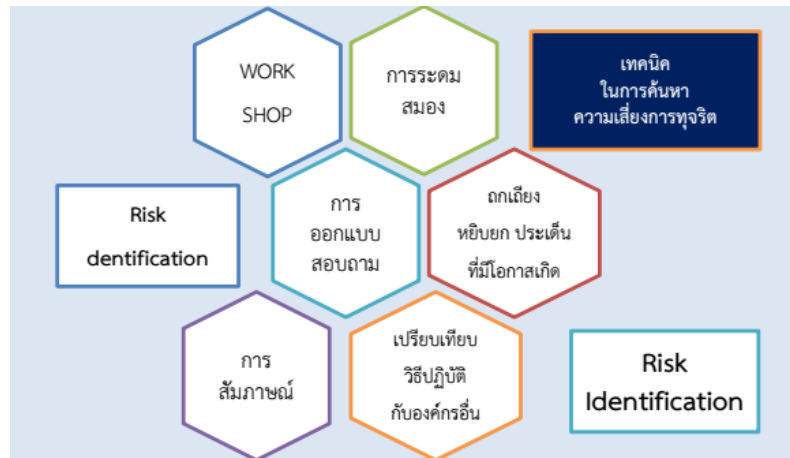 WORK
SHOP
การระดม
สมอง
เทคนิค
ในการค้นหา
ความเสี่ยงการทุจริต
Risk
dentification
การ
ออกแบบ
สอบถาม
ถกเถียง
หยิบยก ประเด็น
ที่มีโอกาสเกิด
การ
สัมภาษณ์
เปรียบเทียบ
วิธีปฏิบัติ
กับองค์กรอื่น
Risk
Identification